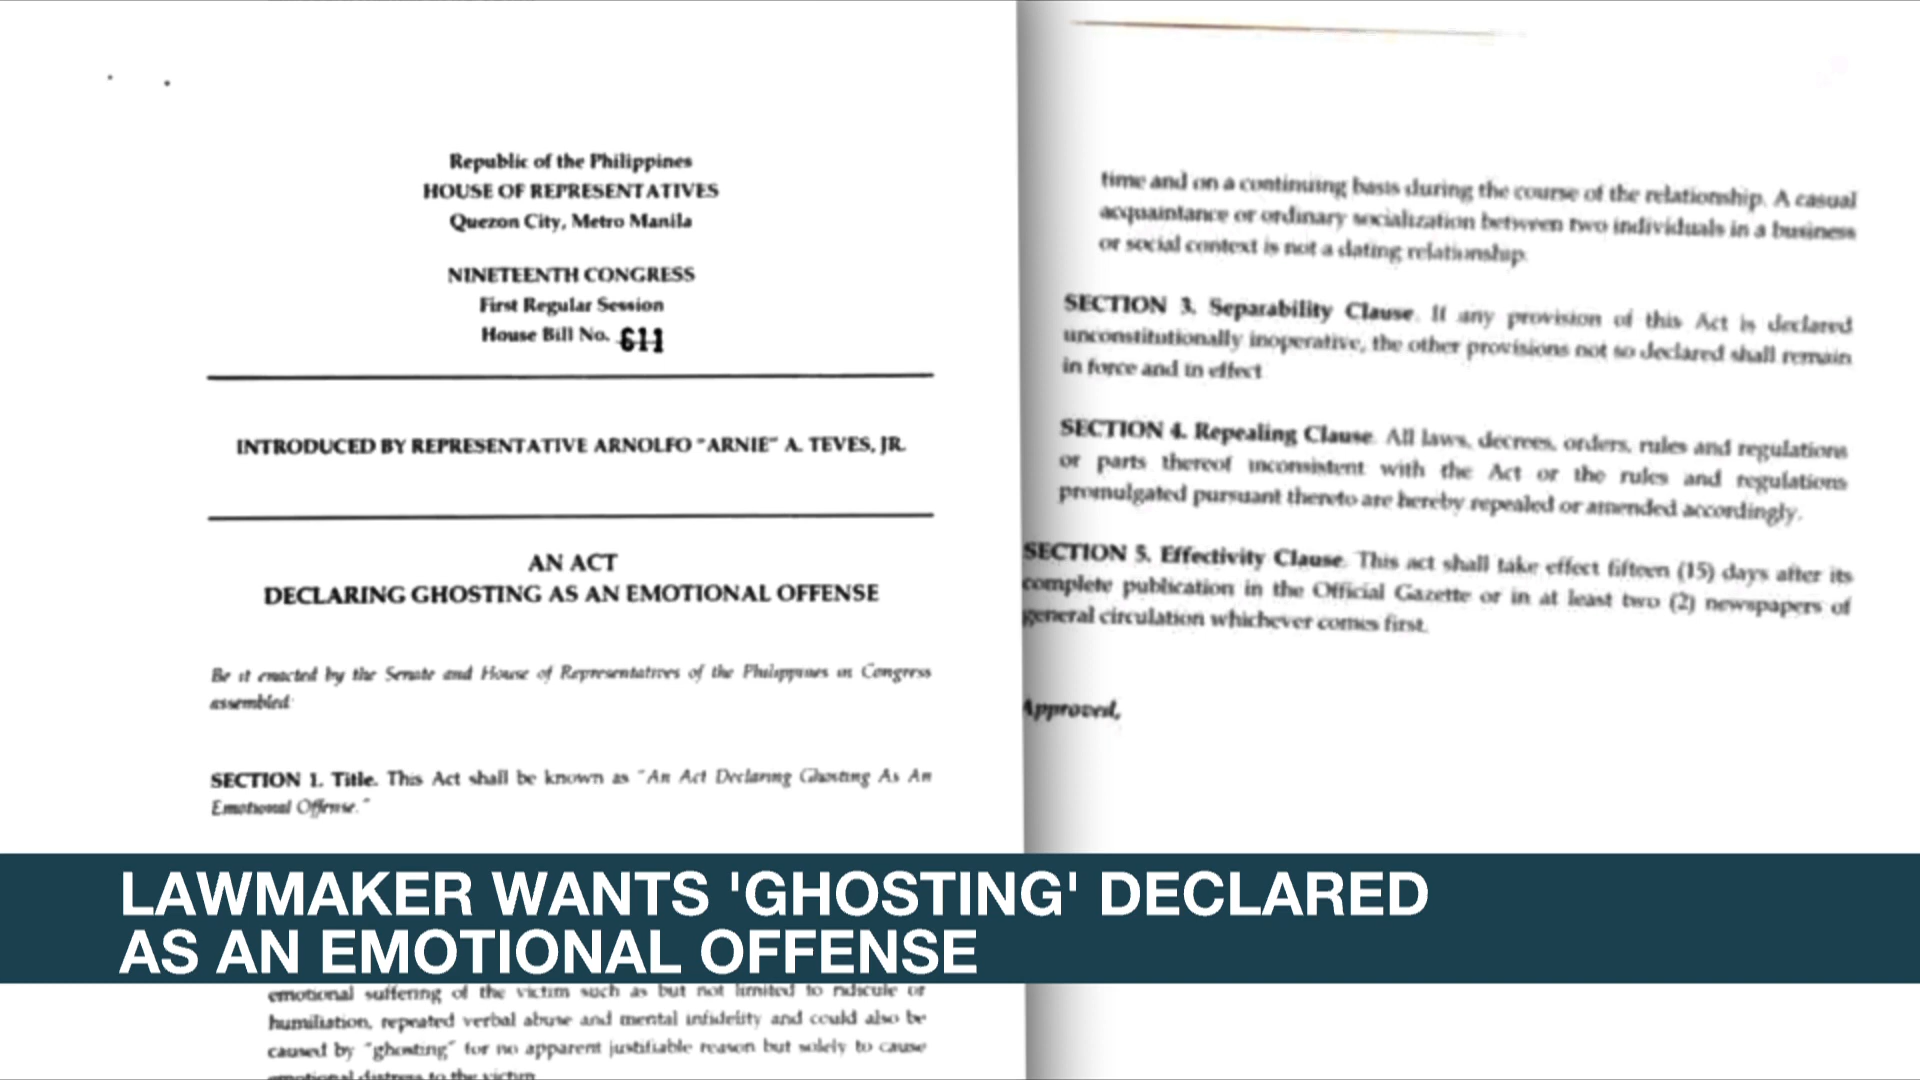 Republic of the Philippines
HOUSE OF REPRESENTATIVES
Quezon City, Metro Manila
NINETEENTH CONGRESS
First Regular Session
House Bill No. 611
INTRODUCED BY REPRESENTATIVE ARNOLFO "ARNIE" A. TEVES, JR.
AN ACT
DECLARING GHOSTING AS AN EMOTIONAL OFFENSE
Be it enacted by the Senate and House of Representatives of the Philippines in Congress
assembled:
SECTION 1. Title. This Act shall be known as "An Act Declaring Ghosting As An
Emotional Offense."
emotional suffering of the victim such as but not limited to ridicule or
humiliation, repeated verbal abuse and mental infidelity and could also be
caused by "ghosting" for no apparent justifiable reason but solely to cause
emotional distress to the victim
time and on a continuing basis during the course of the relationship. A casual
acquaintance or ordinary socialization between two individuals in a business
or social context is not a dating relationship.
SECTION 3. Separability Clause. If any provision of this Act is declared
unconstitutionally inoperative, the other provisions not so declared shall remain
in force and in effect
SECTION 4. Repealing Clause. All laws, decrees, orders, rules and regulations
or parts thereof inconsistent with the Act or the rules and regulations
promulgated pursuant thereto are hereby repealed or amended accordingly.
SECTION 5. Effectivity Clause. This act shall take effect fifteen (15) days after its
complete publication in the Official Gazette or in at least two (2) newspapers of
general circulation whichever comes first.
Approved,
LAWMAKER WANTS 'GHOSTING' DECLARED
AS AN EMOTIONAL OFFENSE